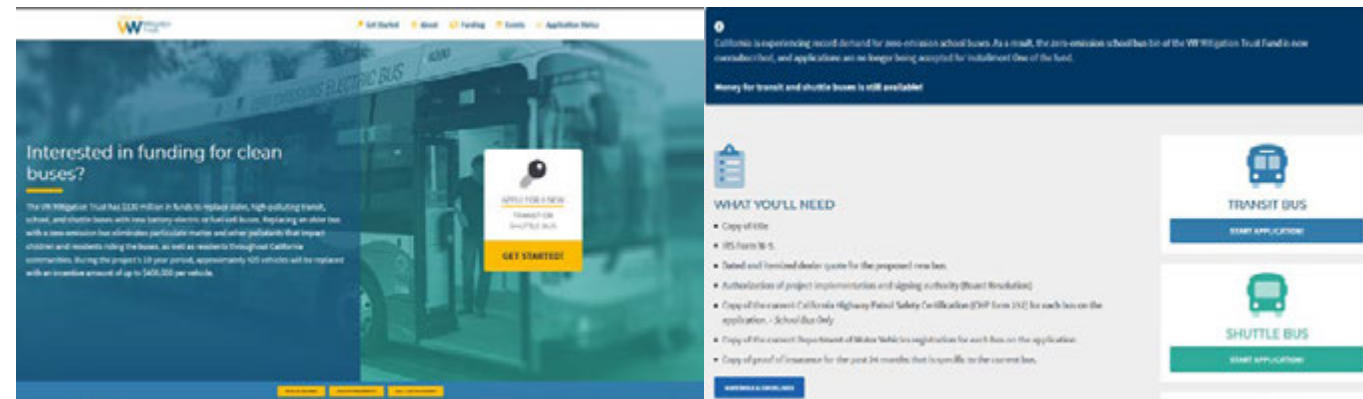 VW Mitigation
Trust
Get Started About Funding Events Application Status
ZERO EMISSIONS ELECTRIC BUS
Interested in funding for clean
buses?
The VW Mitigation Trust has $130 million in funds to replace older, high-polluting transit,
school, and shuttle buses with new battery-electric or fuel-cell buses. Replacing an older bus
with a zero-emission bus eliminates particulate matter and other pollutants that impact
children and residents riding the buses, as well as residents throughout California
communities. During the project's 10 year period, approximately vehicles will be replaced
with an incentive amount of up to $400,000 per vehicle.
APPLY FOR A NEW
TRANSIT OR
SHUTTLE BUS
GET STARTED!
California is experiencing record demand for zero-emission school buses. As a result, the zero-emission school bus of the VW Mitigation Trust Fund is now
oversubscribed, and applications are no longer being accepted for Installment One of the fund.
Money for transit and shuttle buses is still available!
WHAT YOU'LL NEED
• Copy of title
• IRS Form W-9.
• Dated and itemized dealer quote for the proposed new bus.
• Authorization of project implementation and signing authority (Board Resolution)
• Copy of the current California Highway Patrol Safety Certification (CHP Form 292) for each bus on the
application. - School Bus Only
• Copy of the current Department of Motor Vehicles registration for each bus on the application.
• Copy of proof of insurance for the past 24 months that is specific to the current bus.
TRANSIT BUS
START APPLICATION!
SHUTTLE BUS
START APPLICATION!